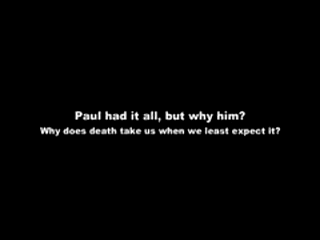 Paul had it all, but why him?
Why does death take us when we least expect it?